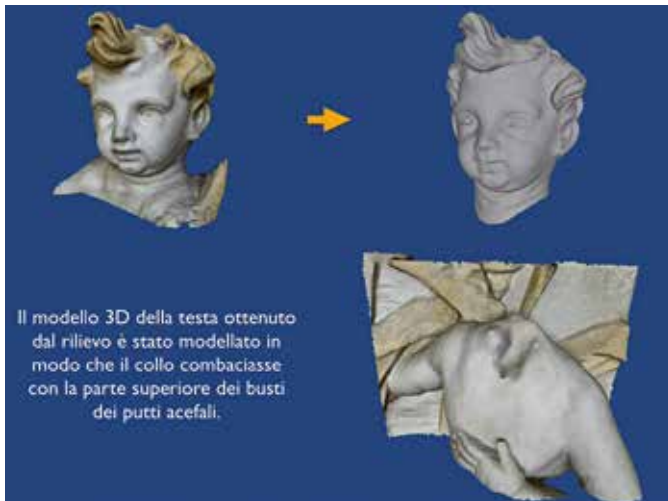 Il modello 3D della testa ottenuto
dal rilievo è stato modellato in
modo che il collo combaciasse
con la parte superiore dei busti
dei putti acefali.